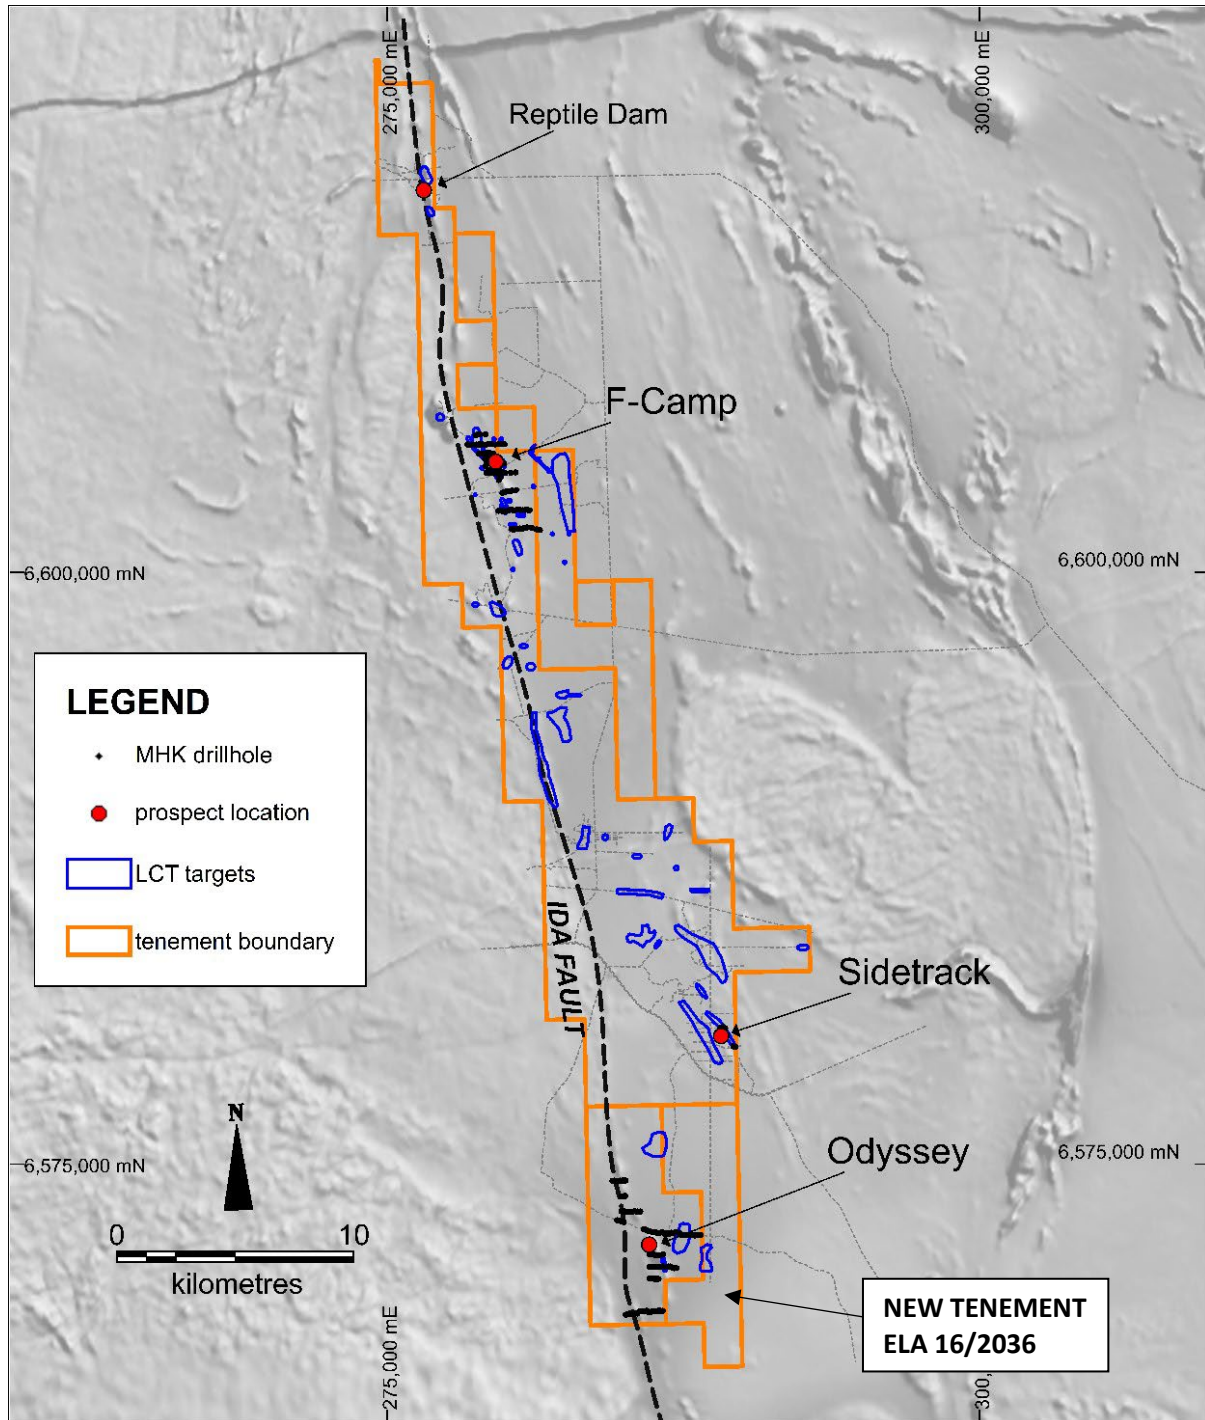 275,000 mE
300,000 mE
Reptile Dam
F-Camp
6,600,000 mN
6,600,000 mN
LEGEND
MHK drillhole
prospect location
LCT targets
tenement boundary
IDA FAULT
Sidetrack
N
Odyssey
6,575,000 mN
6,575,000 mN
0 10
kilometres
NEW TENEMENT
ELA 16/2036
275,000 mE
300,